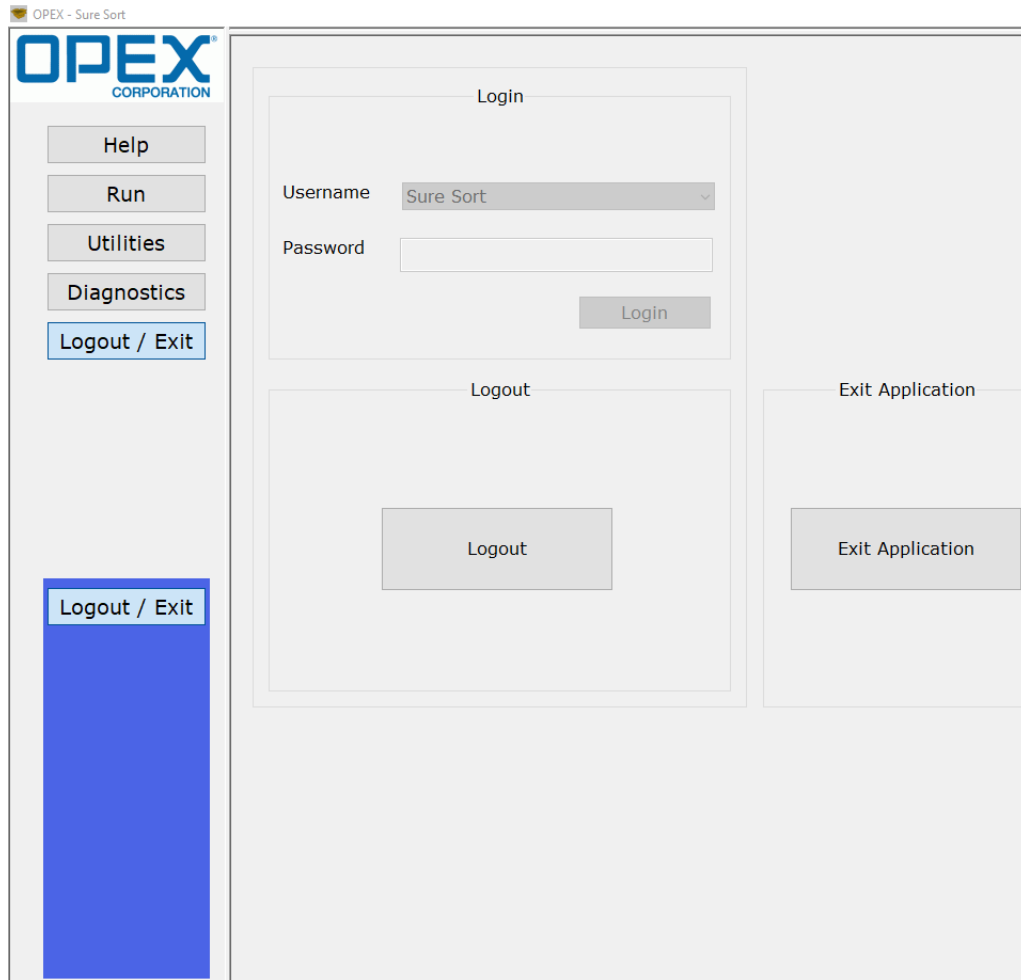 OPEX - Sure Sort
OPEX®
CORPORATION
Help
Run
Utilities
Diagnostics
Logout / Exit
Logout / Exit
Login
Username Sure Sort
Password
Login
Logout
Logout
Exit Application
Exit Application